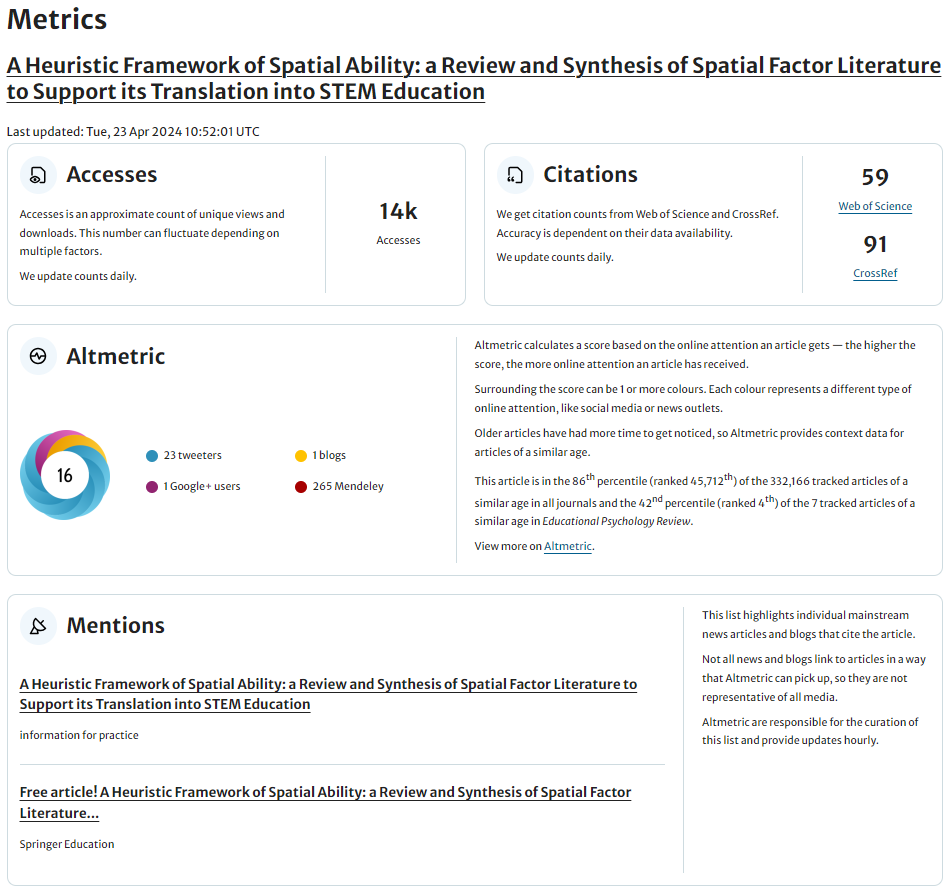 Metrics
A Heuristic Framework of Spatial Ability: a Review and Synthesis of Spatial Factor Literature
to Support its Translation into STEM Education
Last updated: Tue, 23 Apr 2024 10:52:01 UTC
Accesses
Accesses is an approximate count of unique views and
downloads. This number can fluctuate depending on
multiple factors.
We update counts daily.
14k
Accesses
Citations
We get citation counts from Web of Science and CrossRef.
Accuracy is dependent on their data availability.
We update counts daily.
59
Web of Science
91
CrossRef
Altmetric
16
23 tweeters
1 blogs
1 Google+ users
265 Mendeley
Altmetric calculates a score based on the online attention an article gets — the higher the
score, the more online attention an article has received.
Surrounding the score can be 1 or more colours. Each colour represents a different type of
online attention, like social media or news outlets.
Older articles have had more time to get noticed, so Altmetric provides context data for
articles of a similar age.
This article is in the 86th percentile (ranked 45,712th) of the 332,166 tracked articles of a
similar age in all journals and the 42nd percentile (ranked 4th) of the 7 tracked articles of a
similar age in Educational Psychology Review.
View more on Altmetric.
Mentions
A Heuristic Framework of Spatial Ability: a Review and Synthesis of Spatial Factor Literature to
Support its Translation into STEM Education
information for practice
Free article! A Heuristic Framework of Spatial Ability: a Review and Synthesis of Spatial Factor
Literature...
Springer Education
This list highlights individual mainstream
news articles and blogs that cite the article.
Not all news and blogs link to articles in a way
that Altmetric can pick up, so they are not
representative of all media.
Altmetric are responsible for the curation of
this list and provide updates hourly.